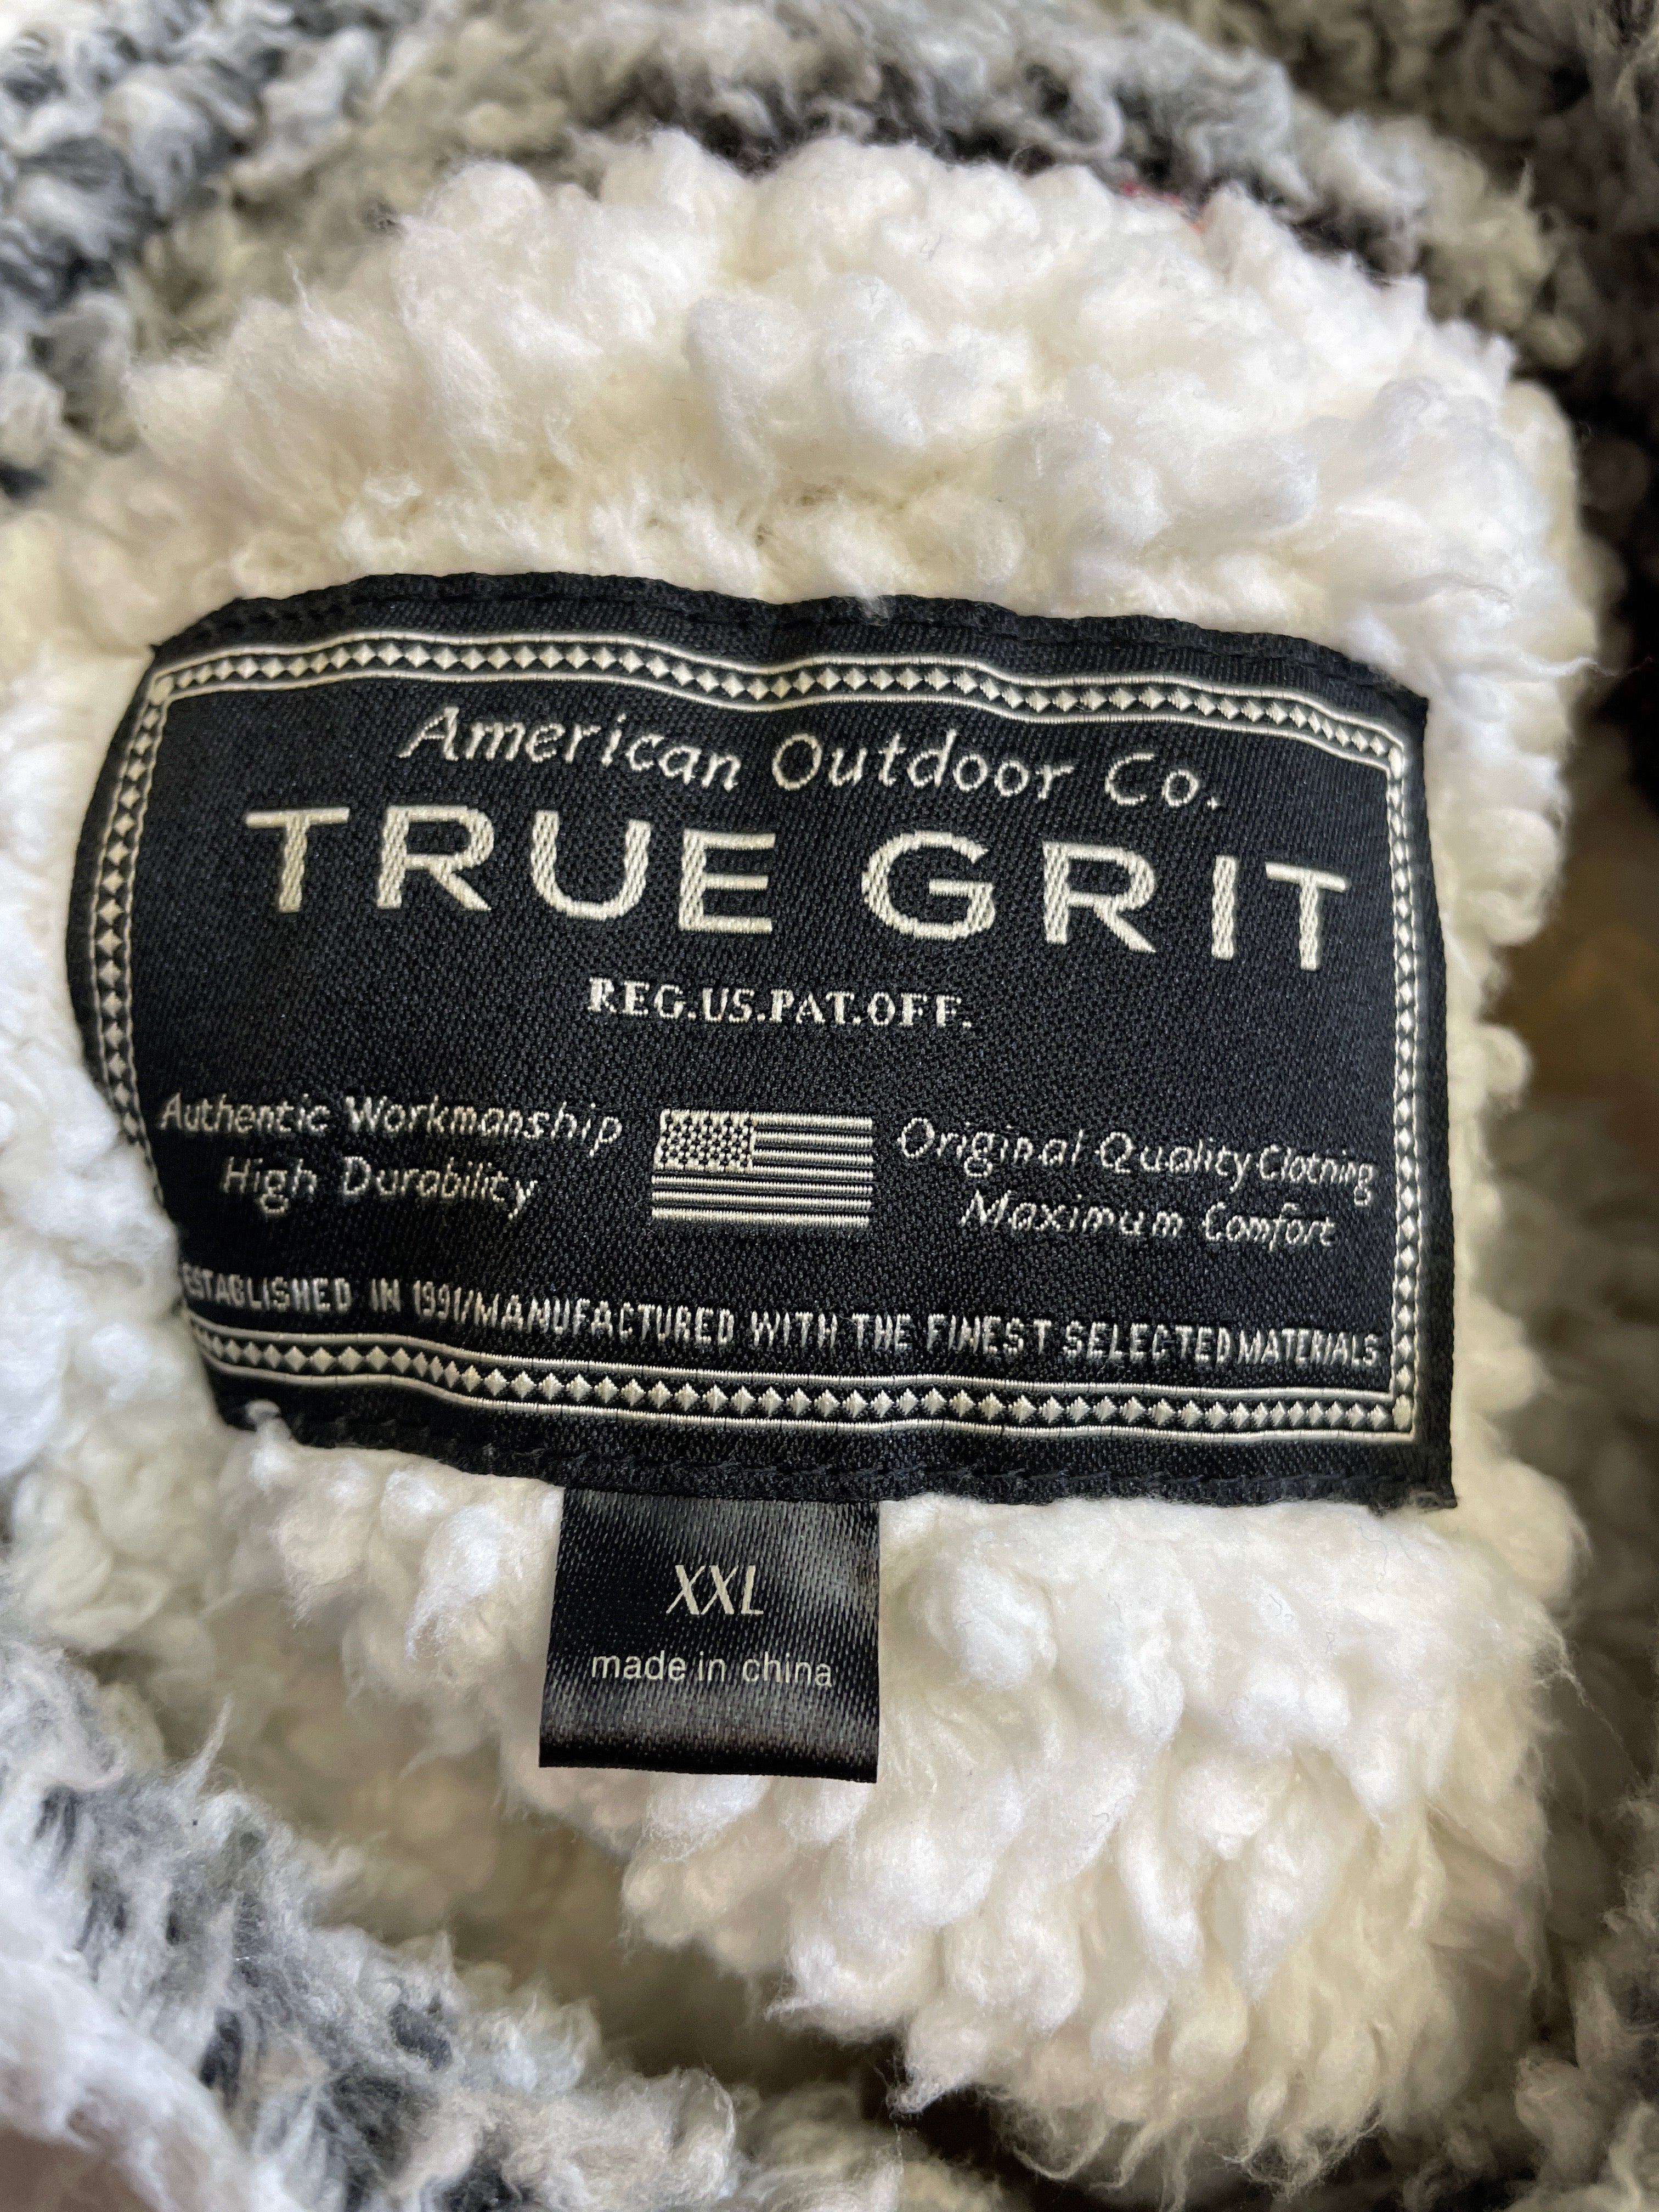 American Outdoor Co.
TRUE GRIT
REG.US.PAT.OFF.
Authentic Workmanship
High Durability
Original Quality Clothing
Maximum Comfort
ESTABLISHED IN 1991/MANUFACTURED WITH THE FINEST SELECTED MATERIALS
XXL
made in china